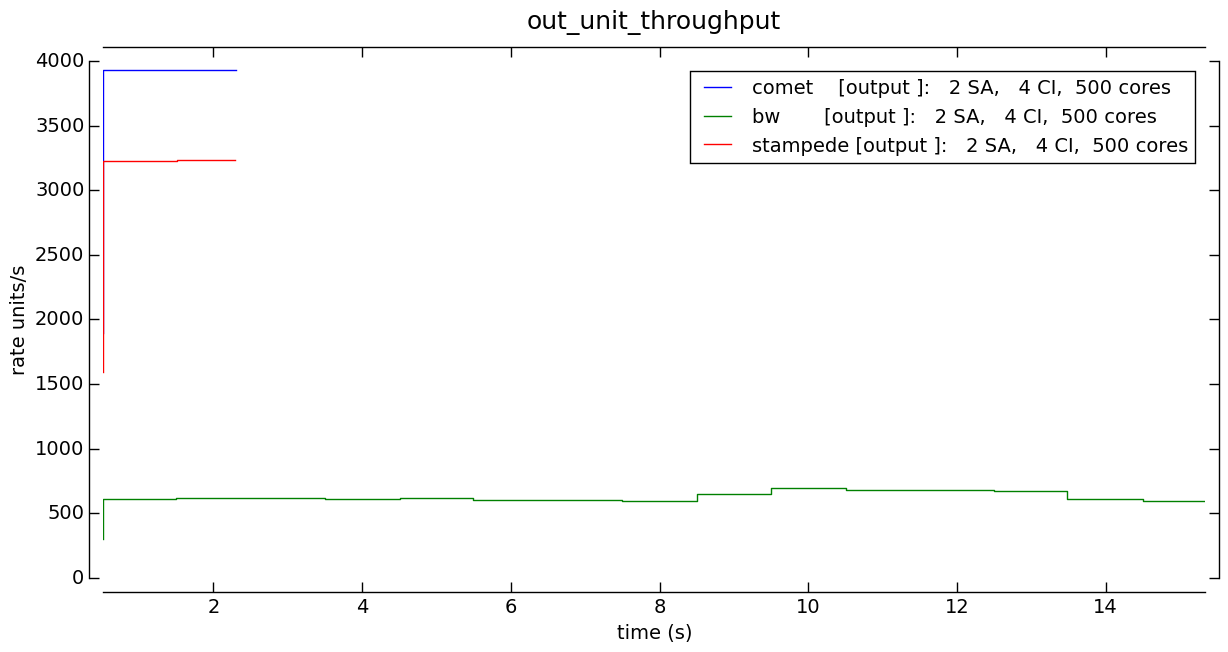 out_unit_throughput
4000
3500
3000
2500
2000
1500
1000
500
0
rate units/s
comet    [output ]:   2 SA,   4 CI,  500 cores
bw       [output ]:   2 SA,   4 CI,  500 cores
stampede [output ]:   2 SA,   4 CI,  500 cores
2 4 6 8 10 12 14
time (s)